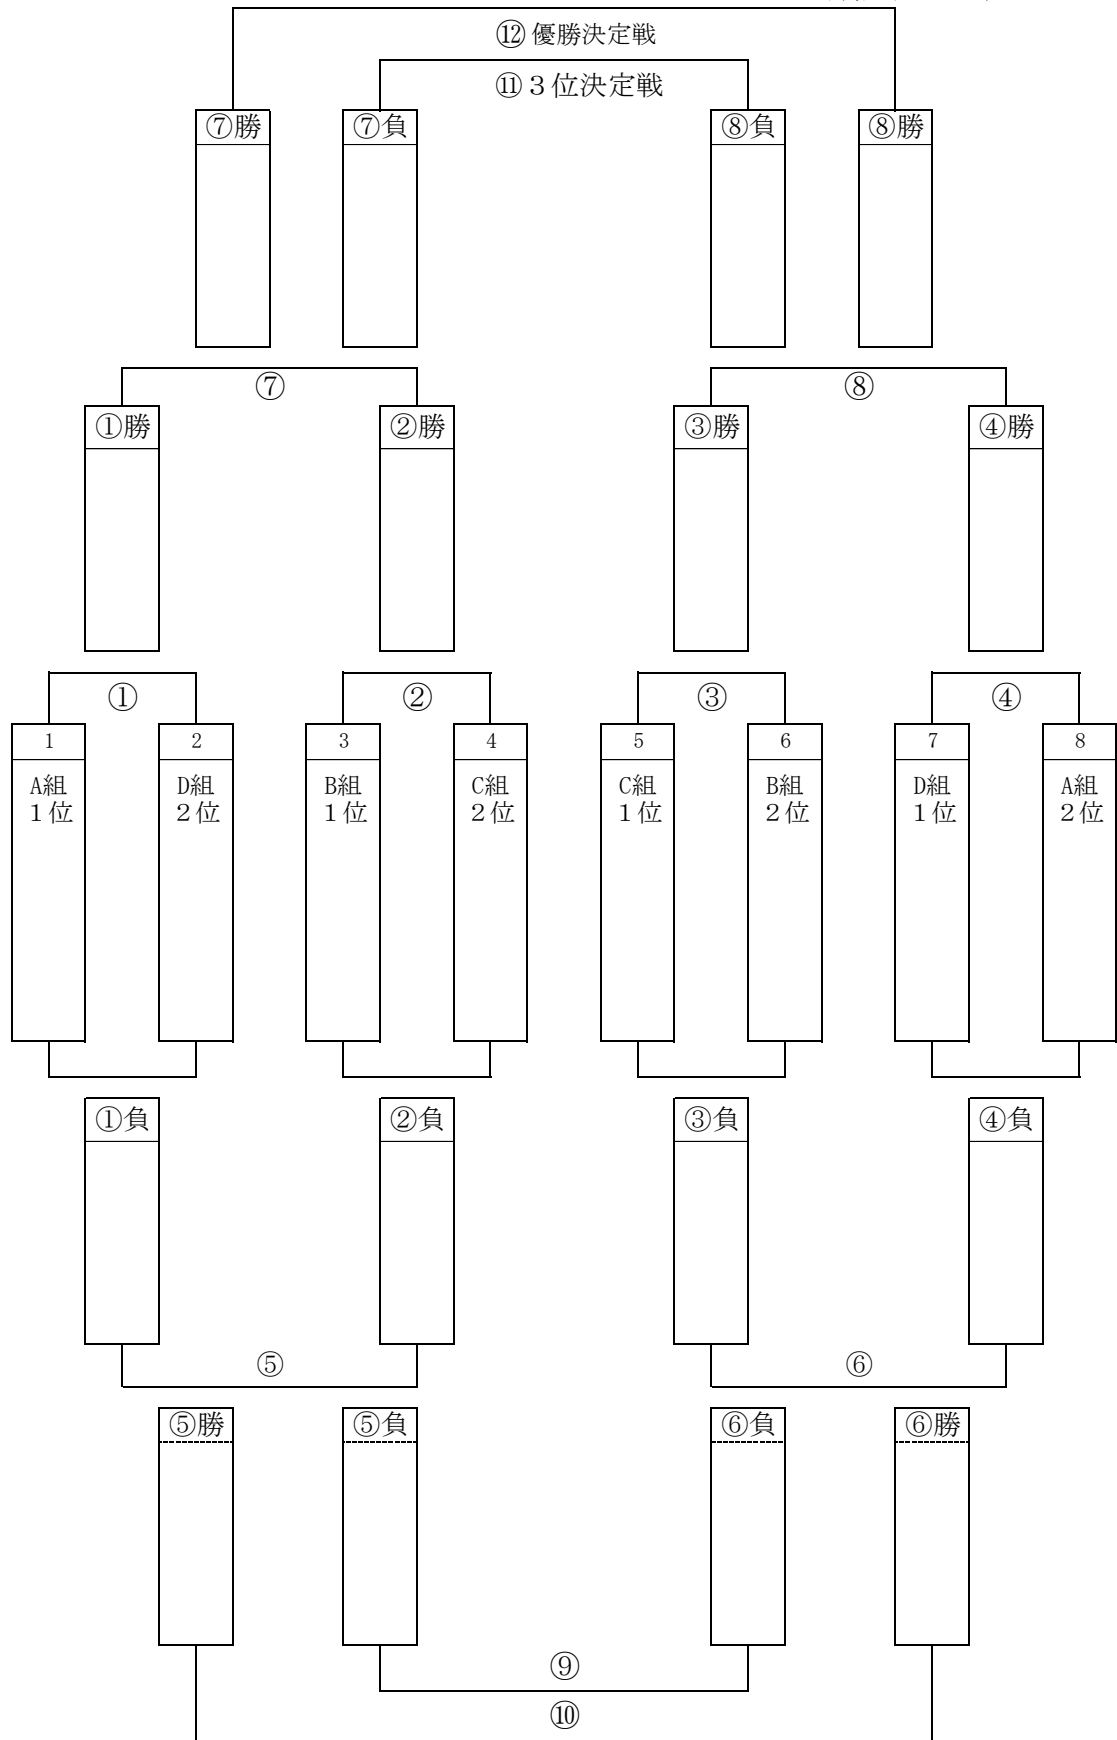 ⑫優勝決定戦
⑪３位決定戦
⑦勝 ⑦負 ⑧負 ⑧勝
⑦ ⑧
①勝 ②勝 ③勝 ④勝
① ② ③ ④
1 2 3 4 5 6 7 8
A組 D組 B組 C組 C組 B組 D組 A組
１位 ２位 １位 ２位 １位 ２位 １位 ２位
①負 ②負 ③負 ④負
⑤ ⑥
⑤勝 ⑤負 ⑥負 ⑥勝
⑨
⑩